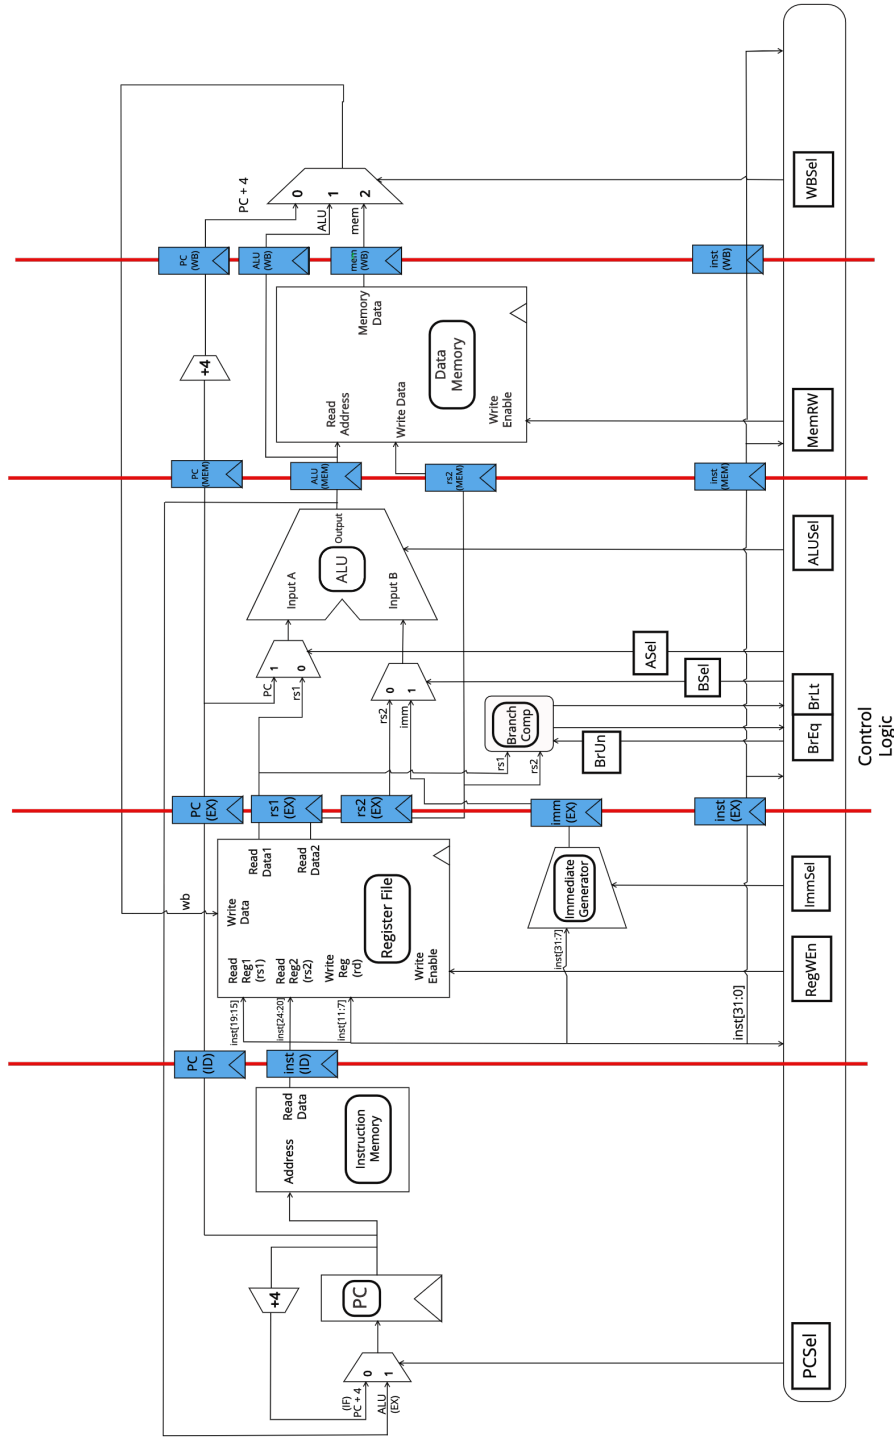 (IF)
PC + 4
ALU
(EX)
0
1
+4
PC
PCSel
Address
Read
Data
Instruction
Memory
PC
(ID)
inst
(ID)
inst[19:15]
inst[24:20]
inst[11:7]
inst[31:7]
inst[31:0]
wb
Read
Reg1
(rs1)
Read
Reg2
(rs2)
Write
Reg
(rd)
Write
Enable
Write
Data
Register File
Read
Data1
Read
Data2
Immediate
Generator
RegWEn
ImmSel
PC
(EX)
rs1
(EX)
rs2
(EX)
imm
(EX)
inst
(EX)
PC
rs1
1
0
rs2
imm
0
1
rs1
rs2
Branch
Comp
BrUn
BrEq
BrLt
BSel
ASel
Input A
Input B
ALU
Output
ALUSel
PC
(MEM)
ALU
(MEM)
rs2
(MEM)
inst
(MEM)
+4
Read
Address
Write Data
Write
Enable
Data
Memory
Memory
Data
MemRW
PC
(WB)
ALU
(WB)
mem
(WB)
inst
(WB)
PC + 4
ALU
mem
0
1
2
WBSel
Control
Logic